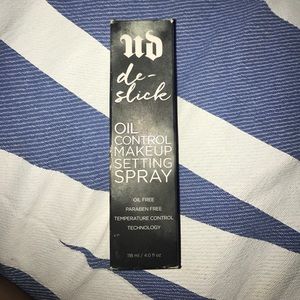 UD
de-
slick
OIL
CONTROL
MAKEUP
SETTING
SPRAY
OIL FREE
PARABEN FREE
TEMPERATURE CONTROL
TECHNOLOGY
118 ml / 4.0 fl oz